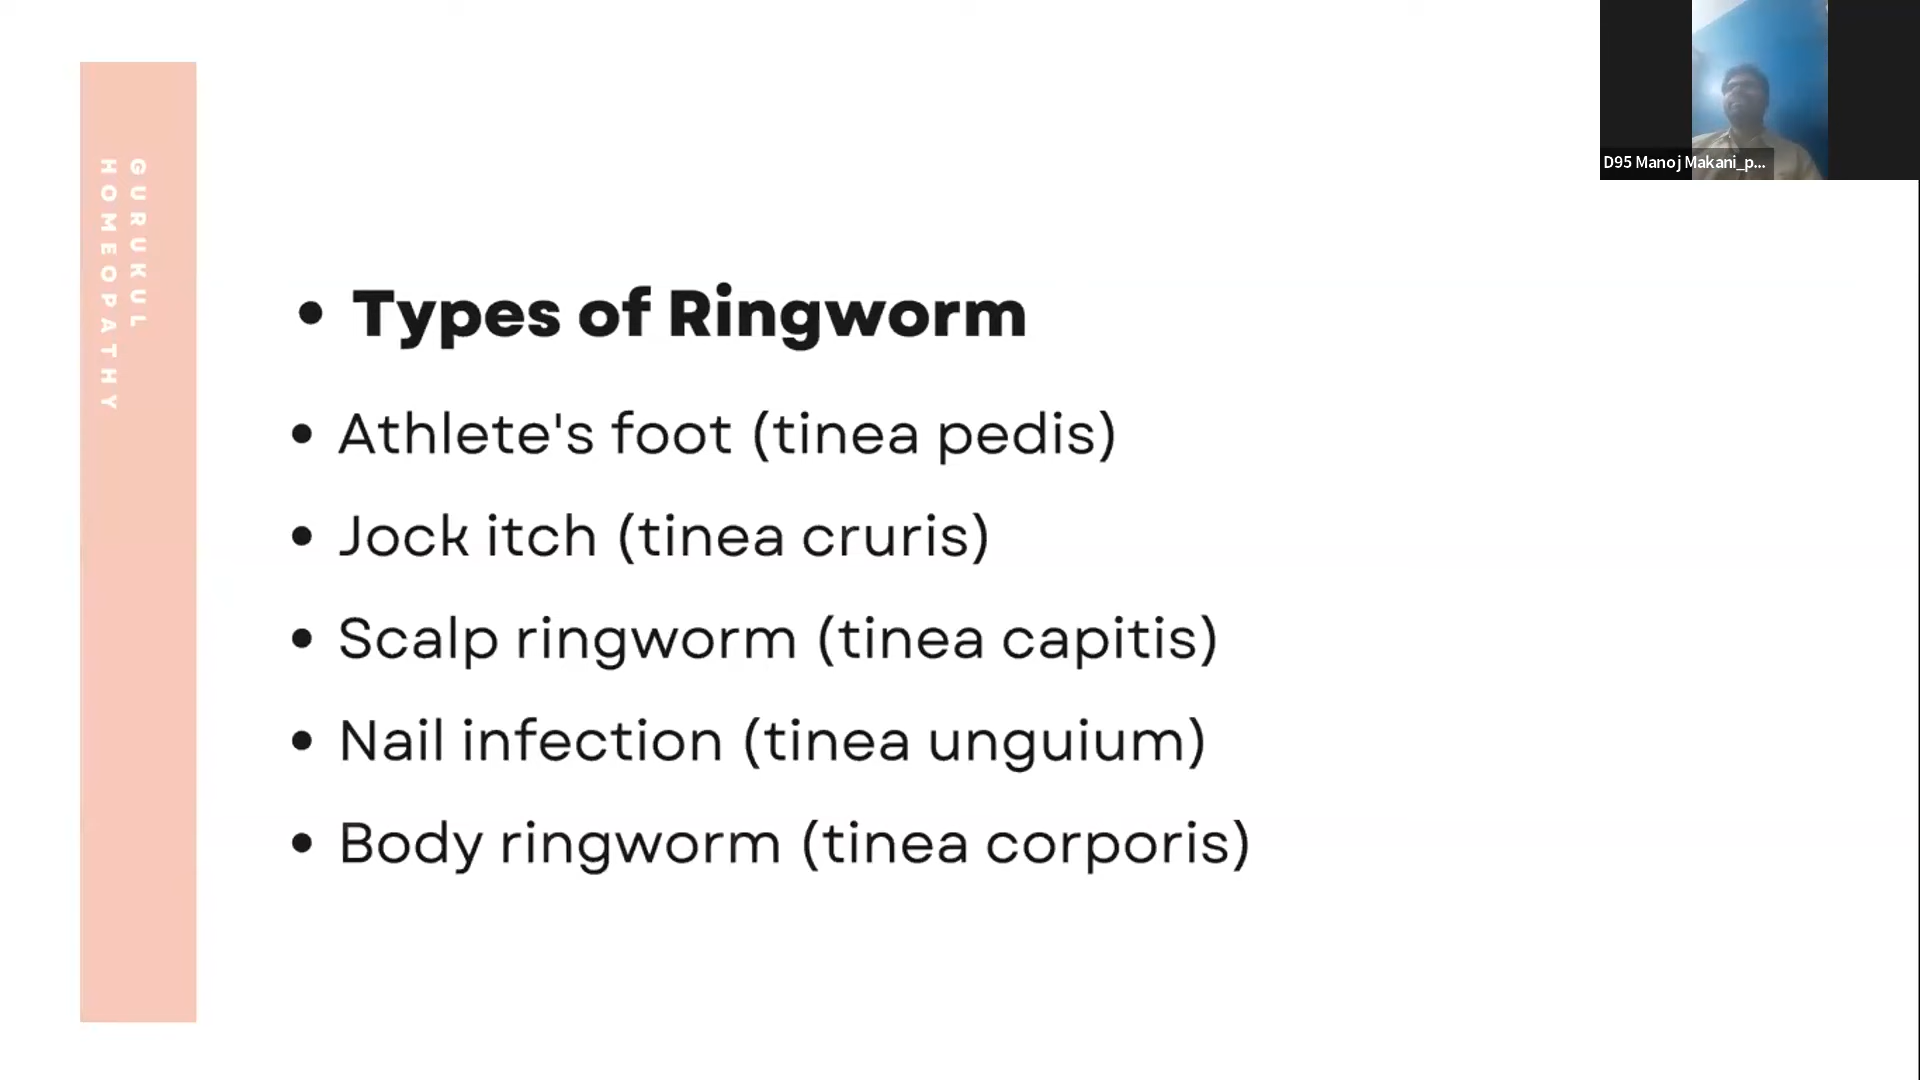 GURUKUL
HOMEOPATHY
• Types of Ringworm
• Athlete's foot (tinea pedis)
• Jock itch (tinea cruris)
• Scalp ringworm (tinea capitis)
• Nail infection (tinea unguium)
• Body ringworm (tinea corporis)
D95 Manoj Makani_p...